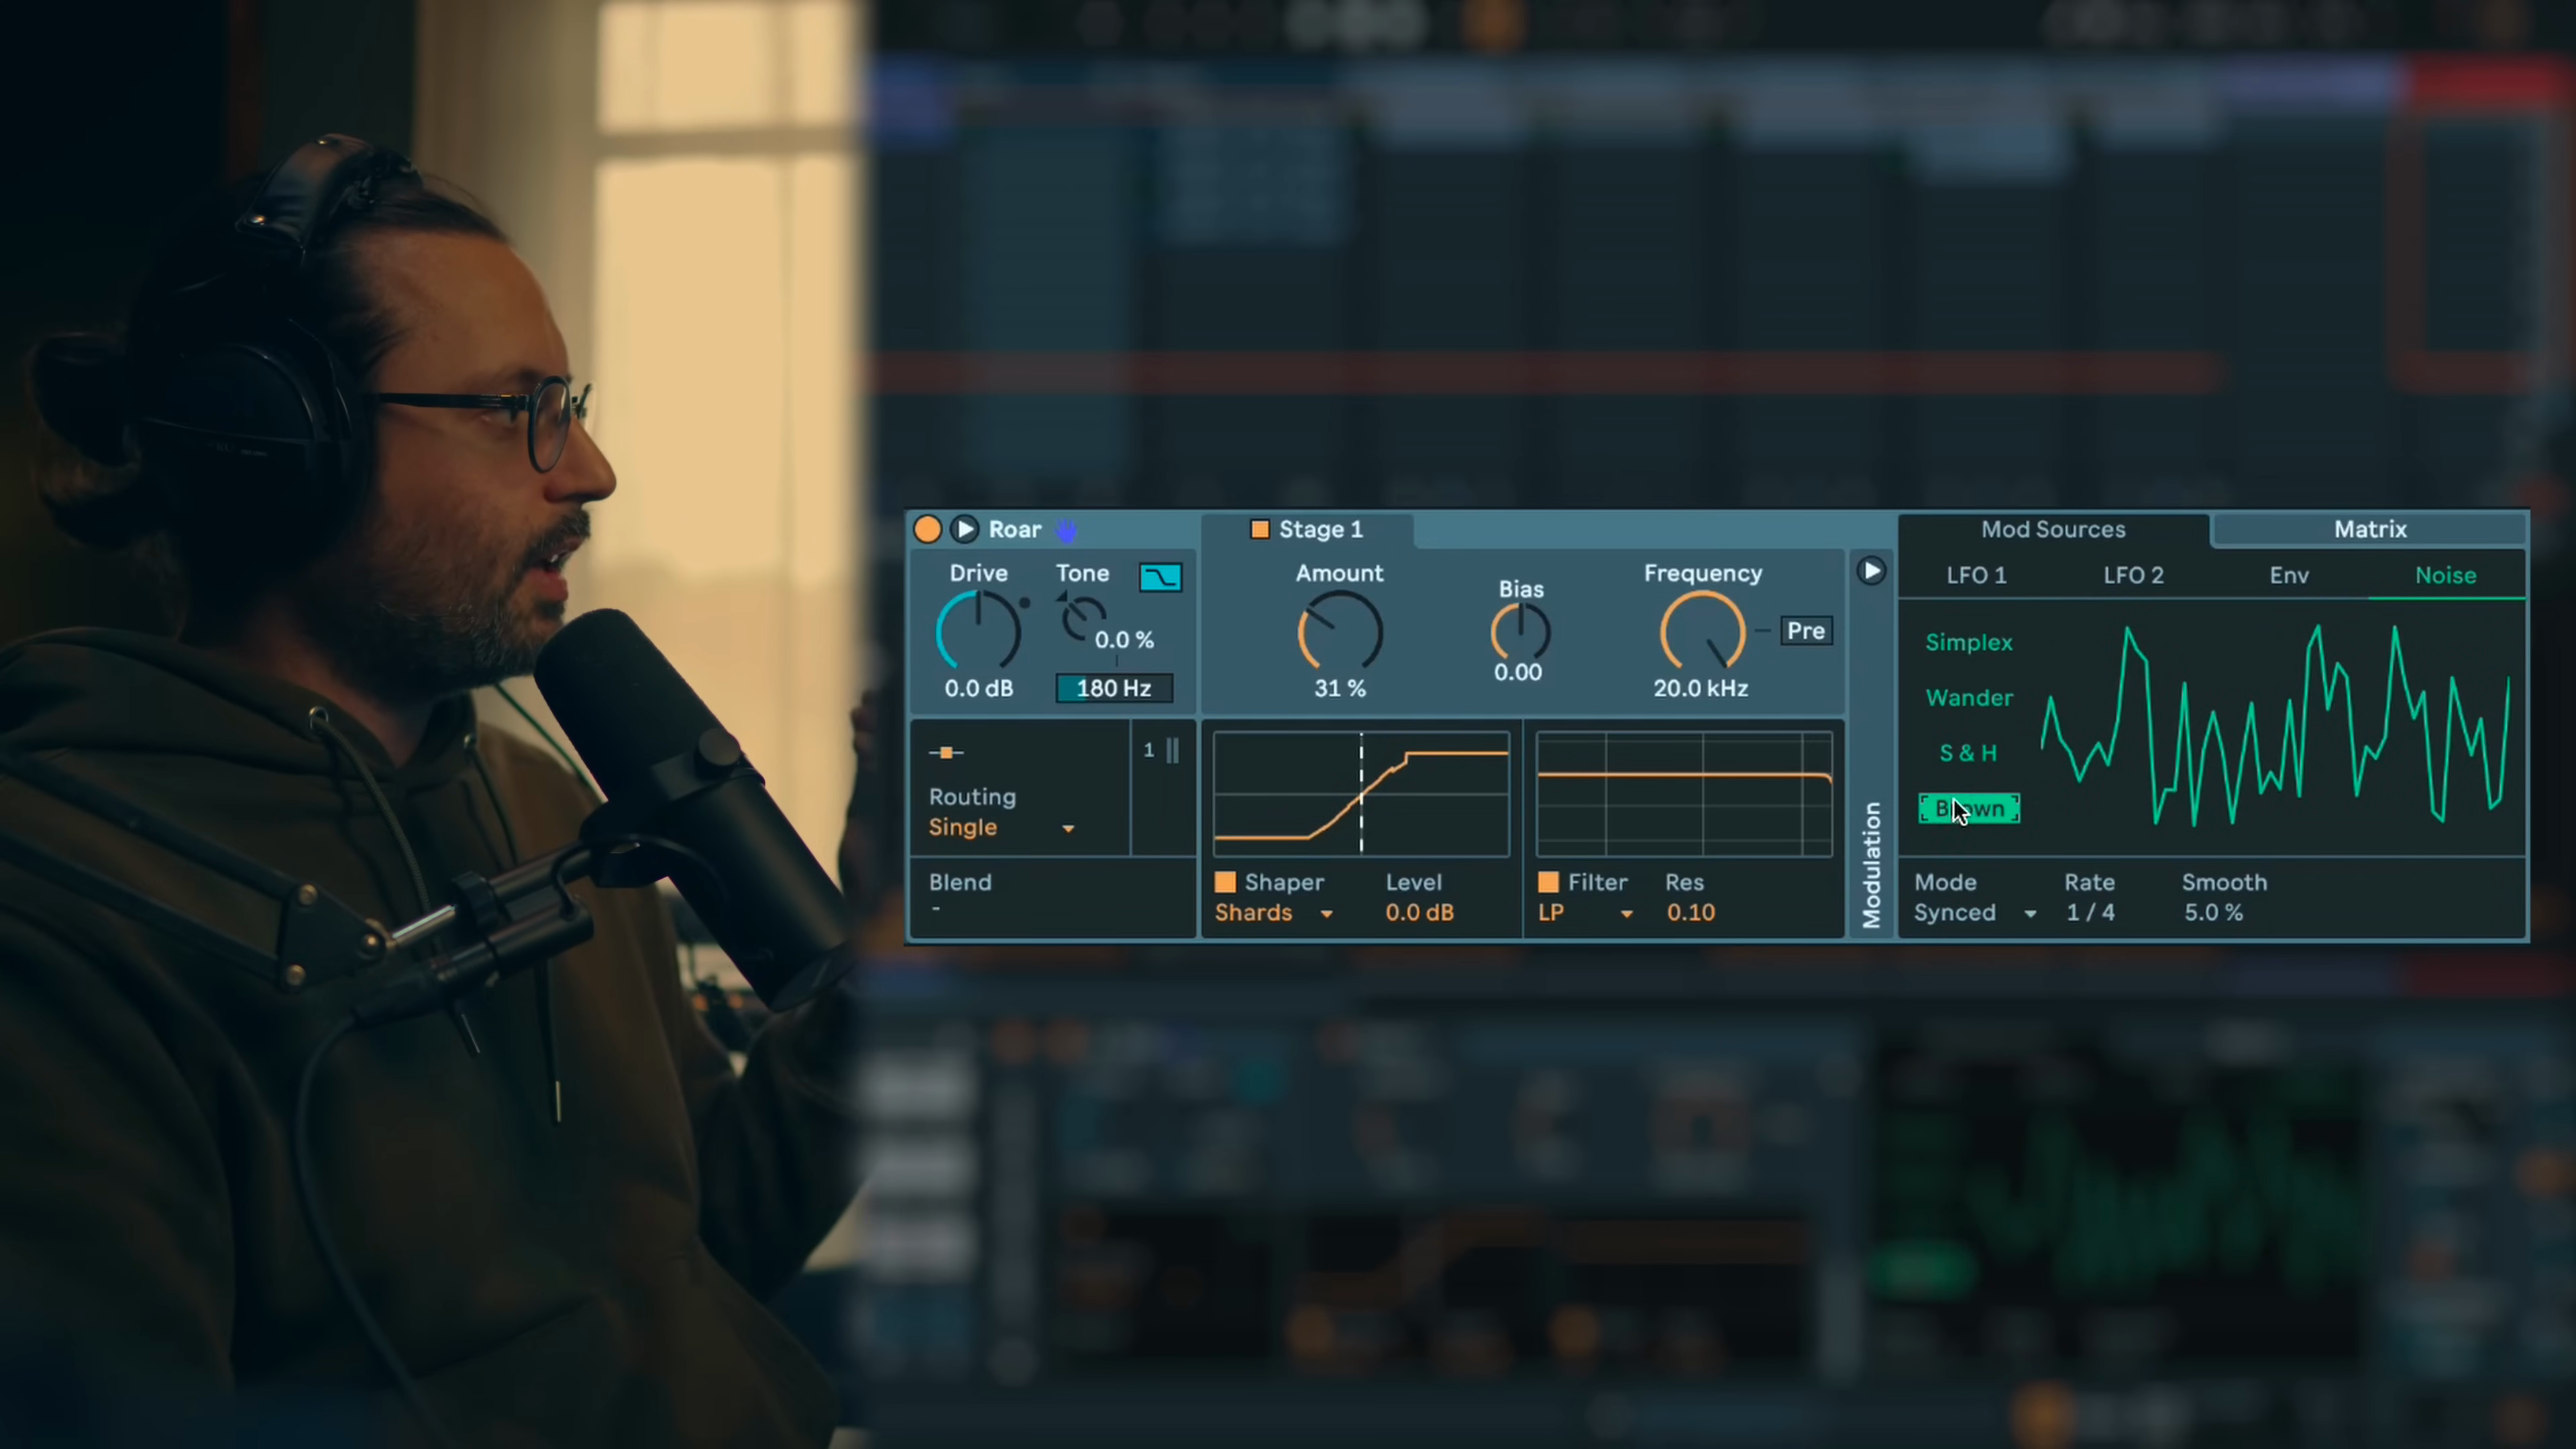 Roar
Drive
Tone
0.0 dB
0.0 %
180 Hz
1
Routing
Single
Blend
-
Stage 1
Amount
31 %
Bias
0.00
Frequency
20.0 kHz
Pre
Shaper
Shards
Level
0.0 dB
Filter
LP
Res
0.10
Modulation
Mod Sources
Matrix
LFO 1
LFO 2
Env
Noise
Simplex
Wander
S & H
Brown
Mode
Synced
Rate
1 / 4
Smooth
5.0 %